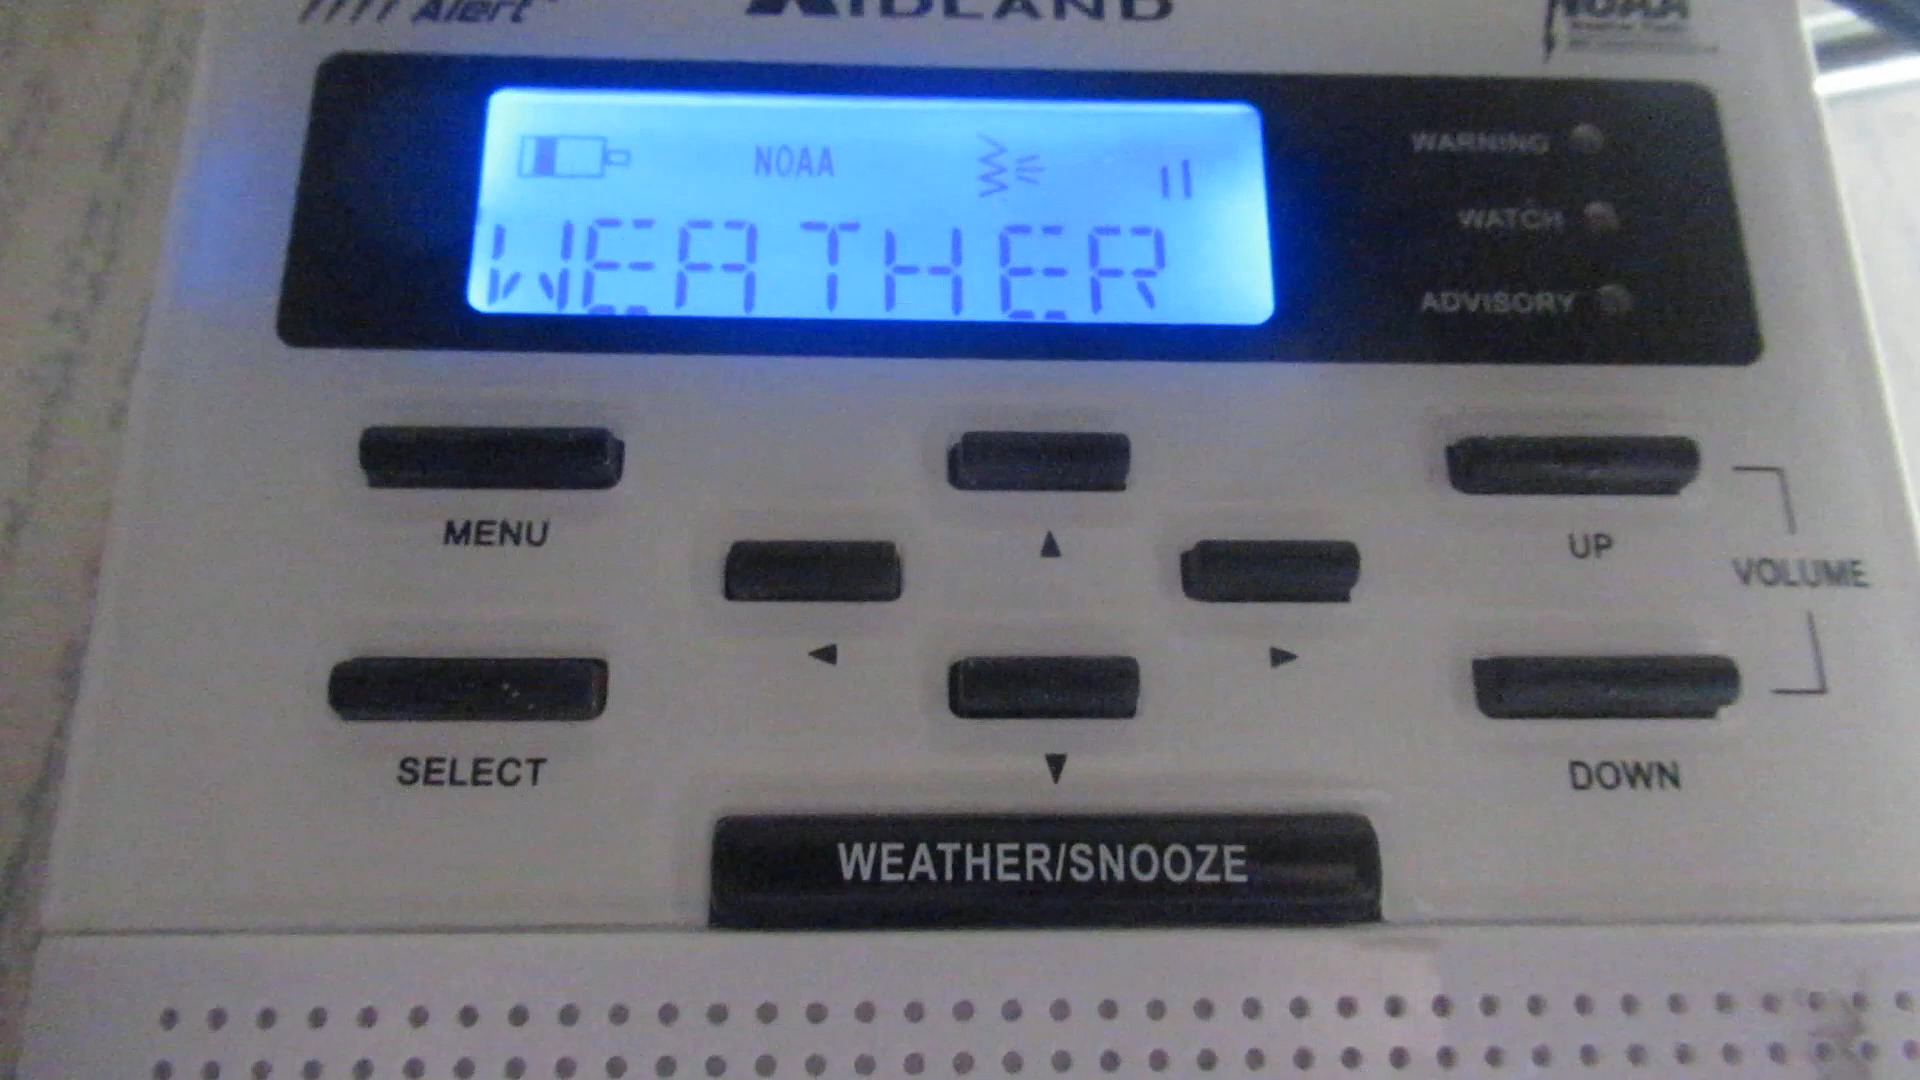 Alert
MIDLAND
NOAA
NOAA
WEATHER
WARNING
WATCH
ADVISORY
MENU
UP
VOLUME
SELECT
DOWN
WEATHER/SNOOZE